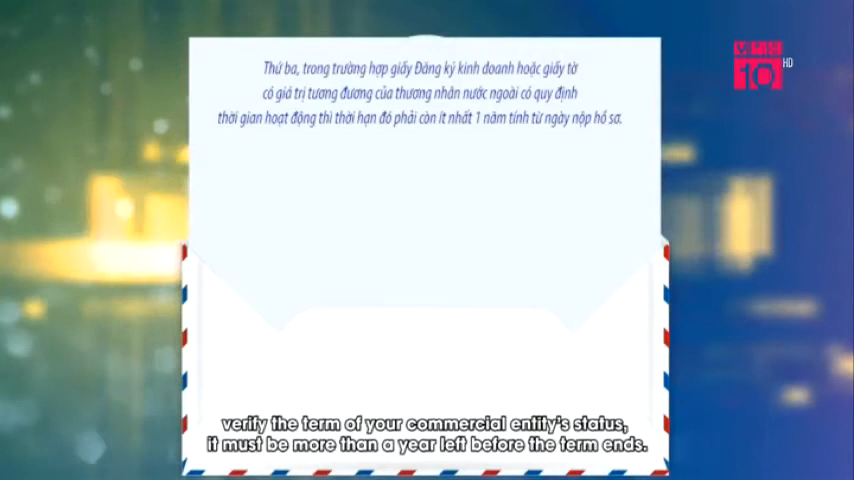 VTC
10
HD
Thứ ba, trong trường hợp giấy Đăng ký kinh doanh hoặc giấy tờ
có giá trị tương đương của thương nhân nước ngoài có quy định
thời gian hoạt động thì thời hạn đó phải còn ít nhất 1 năm tính từ ngày nộp hồ sơ.
verify the term of your commercial entity's status,
it must be more than a year left before the term ends.